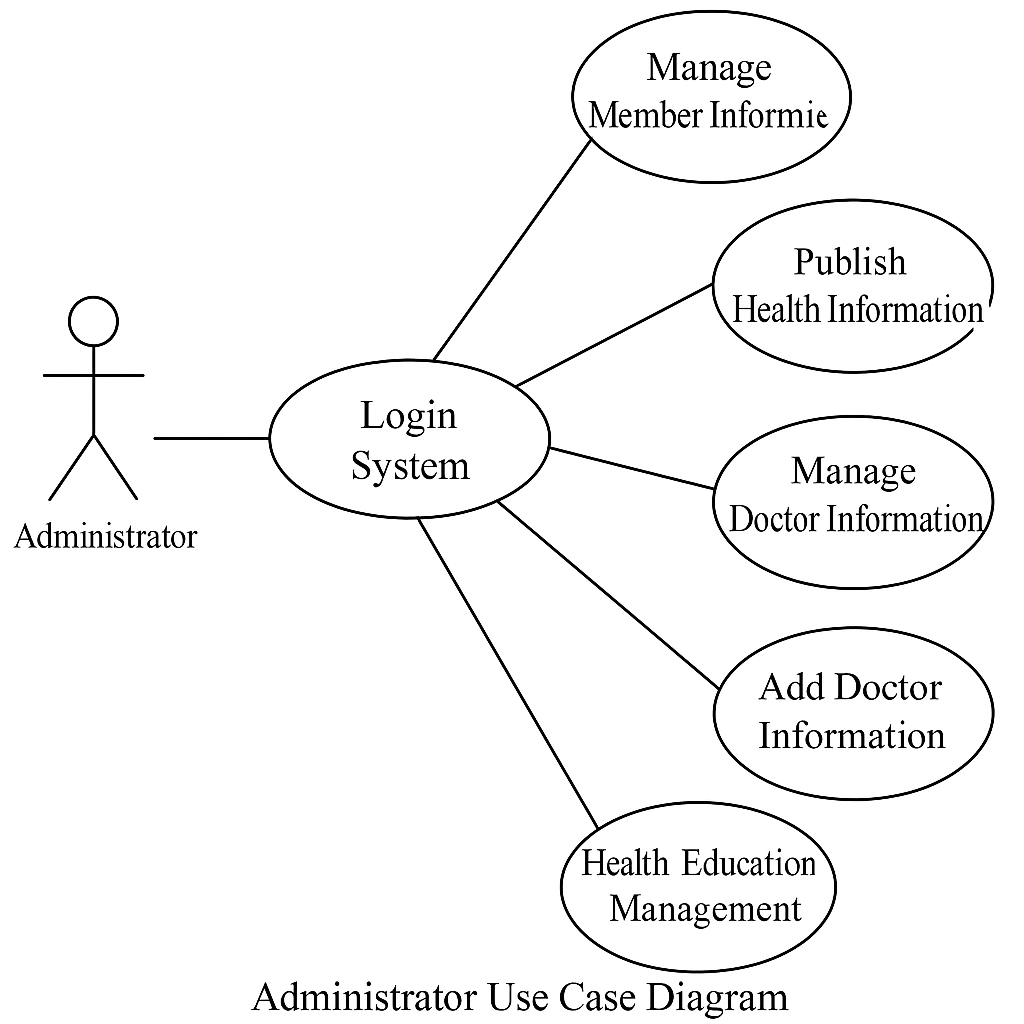 Manage
Member Informie
Publish
Health Information
Login
System
Manage
Doctor Information
Administrator
Add Doctor
Information
Health Education
Management
Administrator Use Case Diagram